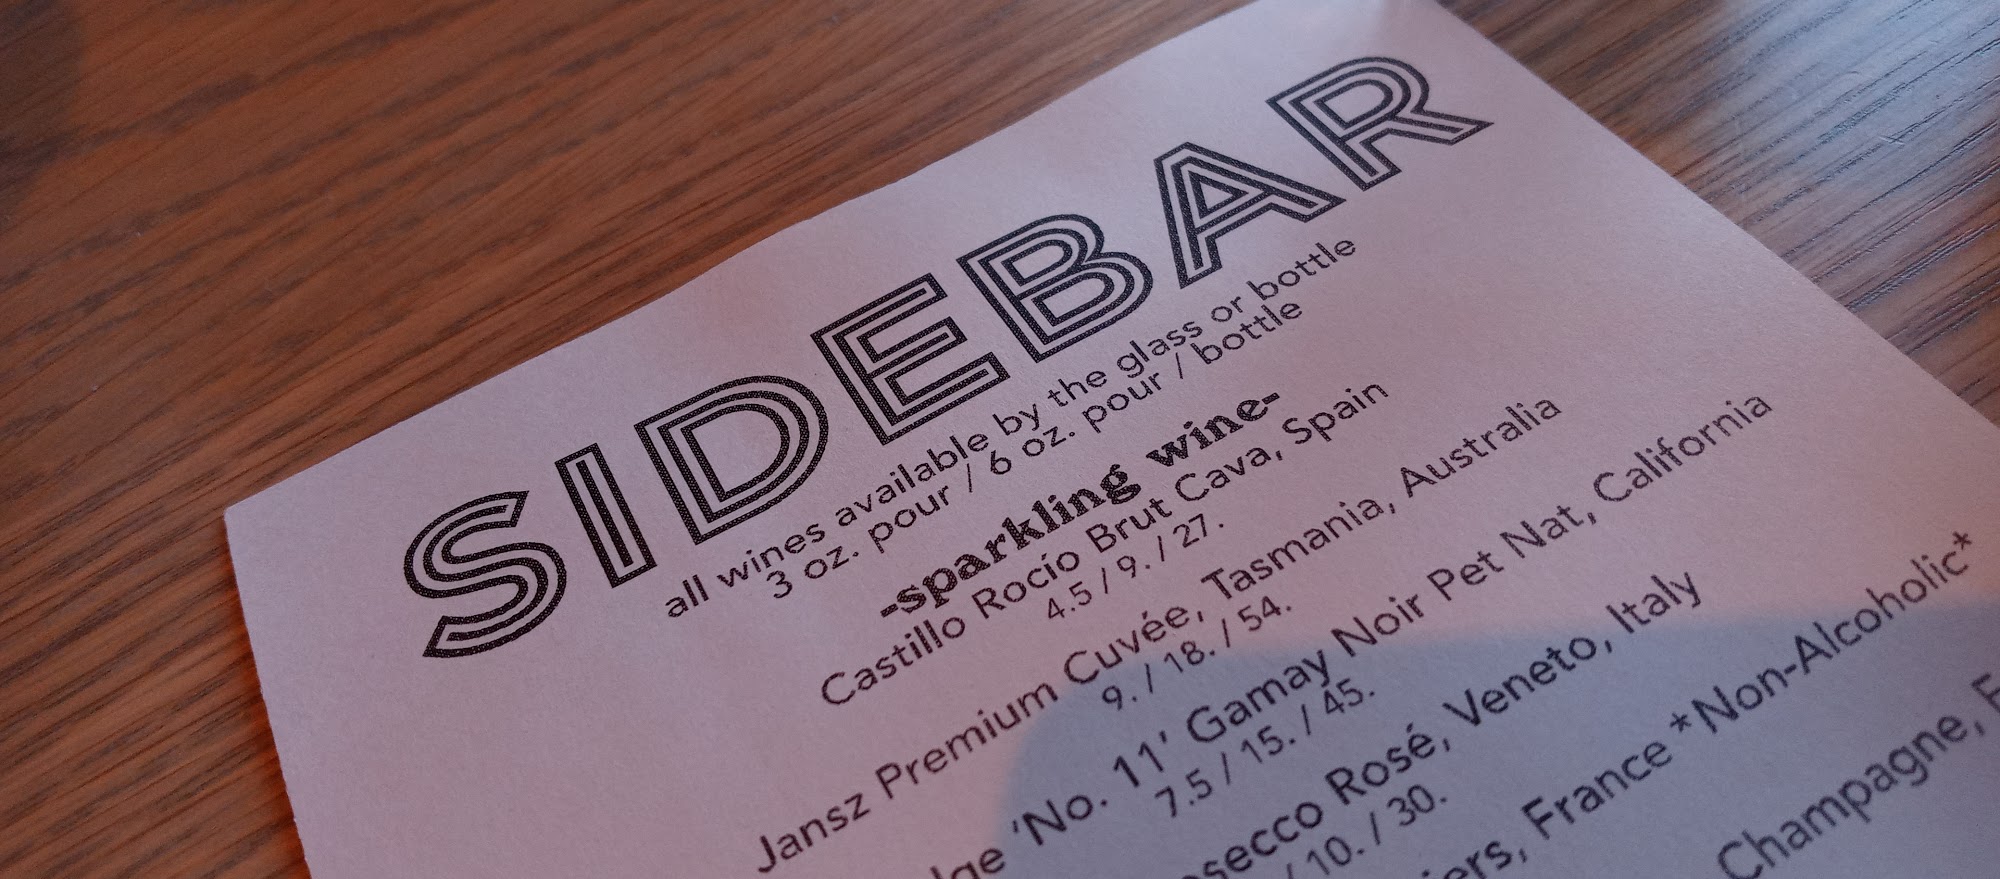 SIDEBAR
all wines available by the glass or bottle
3 oz. pour / 6 oz. pour / bottle
-sparkling wine-
Castillo Rocío Brut Cava, Spain
4.5 / 9. / 27.
Jansz Premium Cuvée, Tasmania, Australia
9. / 18. / 54.
'No. 11' Gamay Noir Pet Nat, California
7.5 / 15. / 45.
Rosé, Veneto, Italy
/ 10. / 30.
France *Non-Alcoholic*
Champagne,